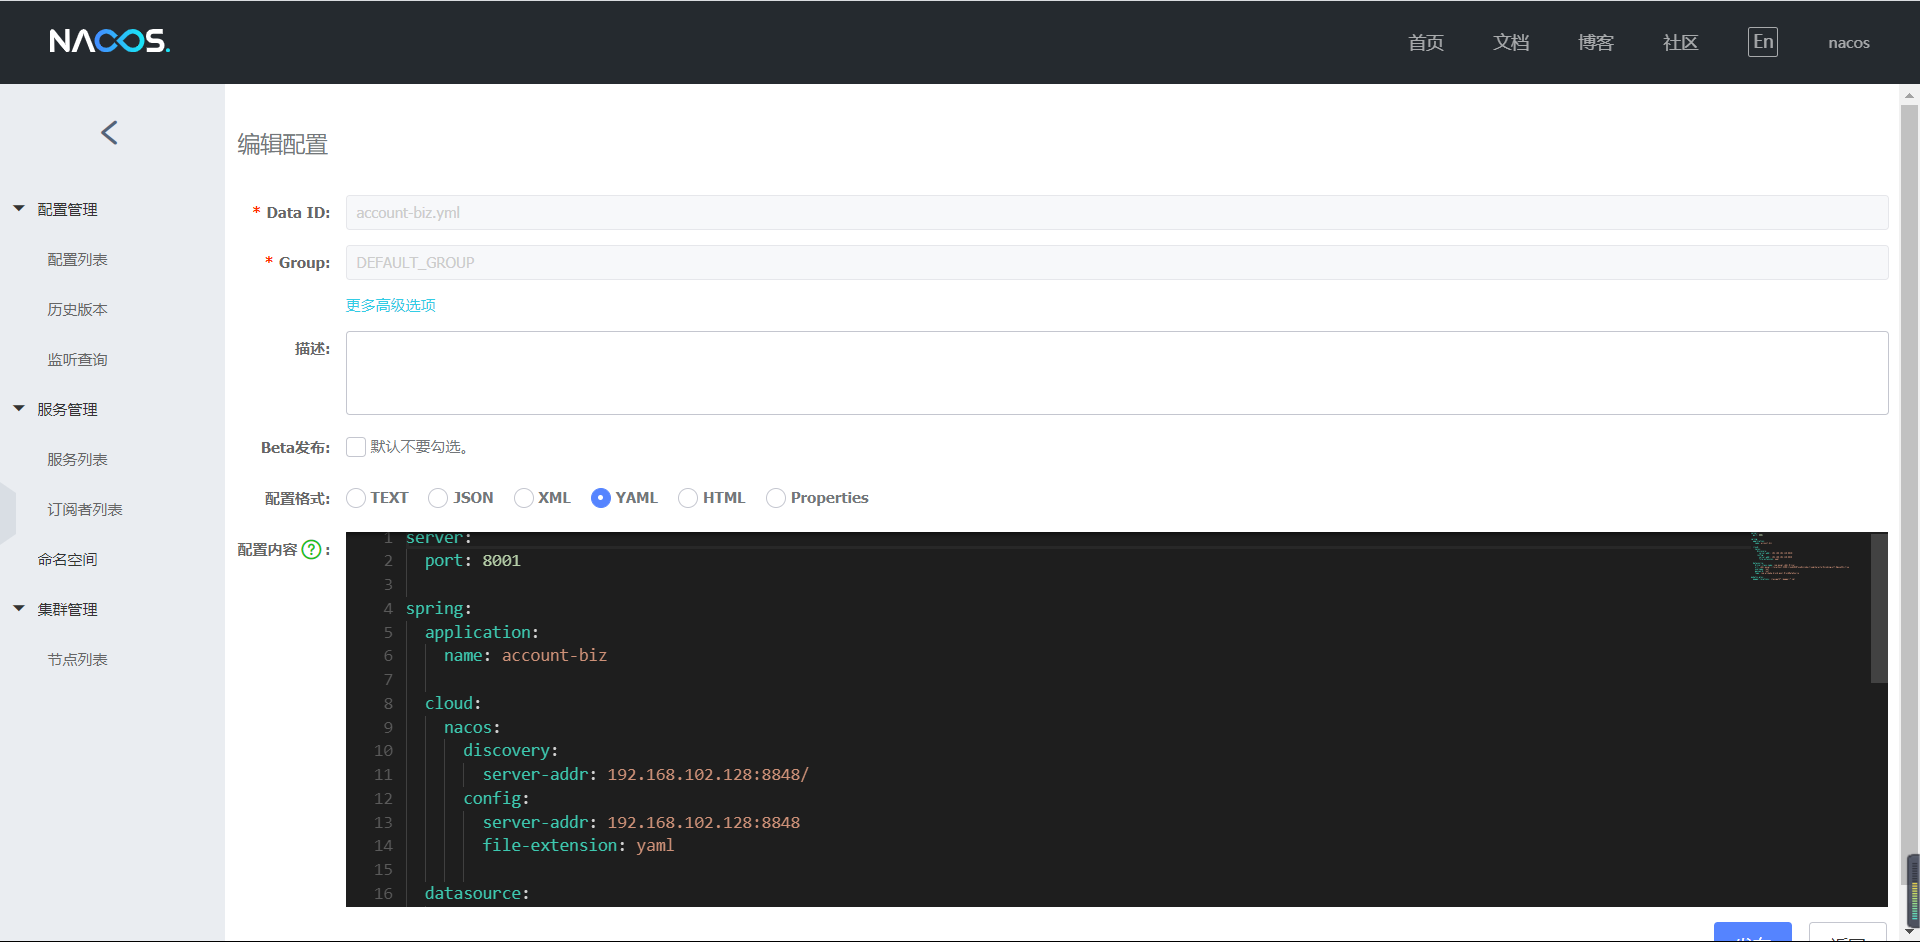 NACOS.
首页 文档 博客 社区 En nacos
配置管理
配置列表
历史版本
监听查询
服务管理
服务列表
订阅者列表
命名空间
集群管理
节点列表
编辑配置
* Data ID: account-biz.yml
* Group: DEFAULT_GROUP
更多高级选项
描述:
Beta发布: 默认不要勾选。
配置格式: TEXT JSON XML YAML HTML Properties
配置内容 ? :
1 server:
2 port: 8001
3
4 spring:
5 application:
6 name: account-biz
7
8 cloud:
9 nacos:
10 discovery:
11 server-addr: 192.168.102.128:8848/
12 config:
13 server-addr: 192.168.102.128:8848
14 file-extension: yaml
15
16 datasource: